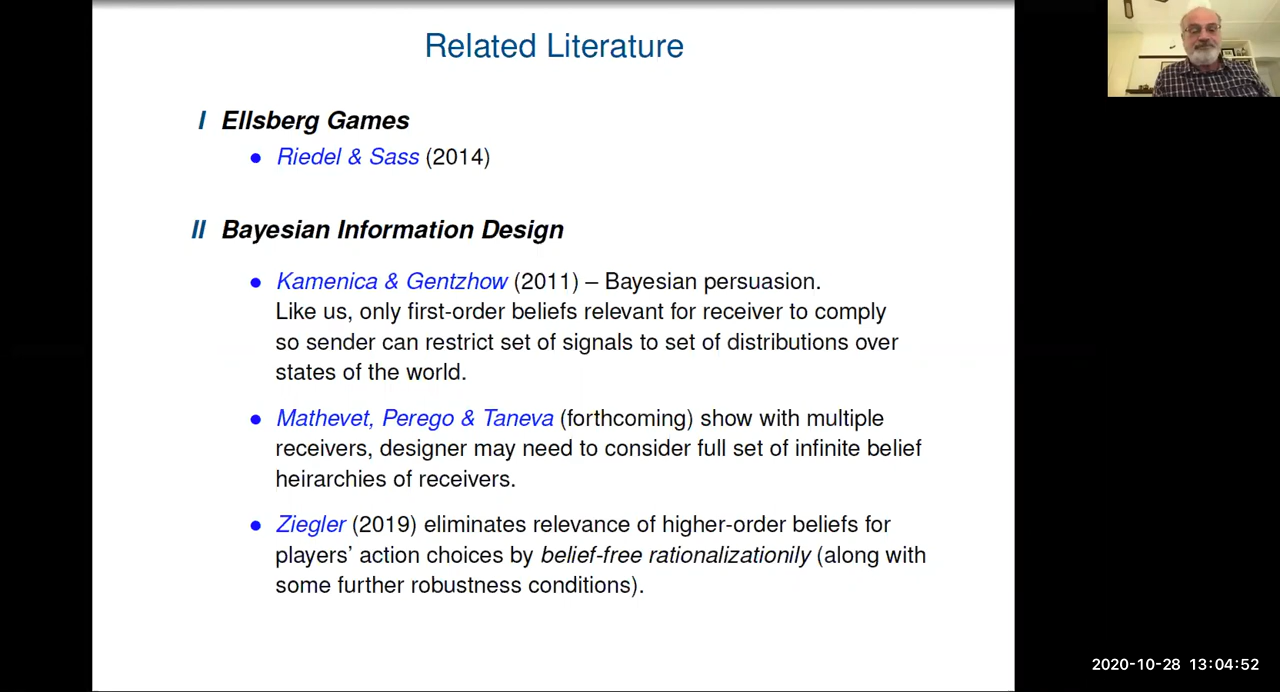 Related Literature
I Ellsberg Games
• Riedel & Sass (2014)
II Bayesian Information Design
• Kamenica & Gentzhow (2011) – Bayesian persuasion.
Like us, only first-order beliefs relevant for receiver to comply
so sender can restrict set of signals to set of distributions over
states of the world.
• Mathevet, Perego & Taneva (forthcoming) show with multiple
receivers, designer may need to consider full set of infinite belief
heirarchies of receivers.
• Ziegler (2019) eliminates relevance of higher-order beliefs for
players’ action choices by belief-free rationalizationily (along with
some further robustness conditions).
2020-10-28 13:04:52